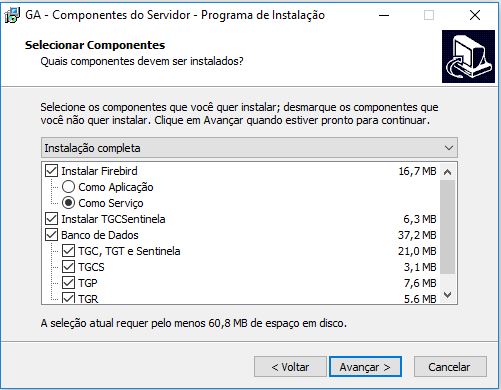 GA - Componentes do Servidor - Programa de Instalação
Selecionar Componentes
Quais componentes devem ser instalados?
Selecione os componentes que você quer instalar; desmarque os componentes que
você não quer instalar. Clique em Avançar quando estiver pronto para continuar.
Instalação completa
Instalar Firebird 16,7 MB
Como Aplicação
Como Serviço
Instalar TGCSentinela 6,3 MB
Banco de Dados 37,2 MB
TGC, TGT e Sentinela 21,0 MB
TGCS 3,1 MB
TGP 7,6 MB
TGR 5,6 MB
A seleção atual requer pelo menos 60,8 MB de espaço em disco.
< Voltar Avançar > Cancelar